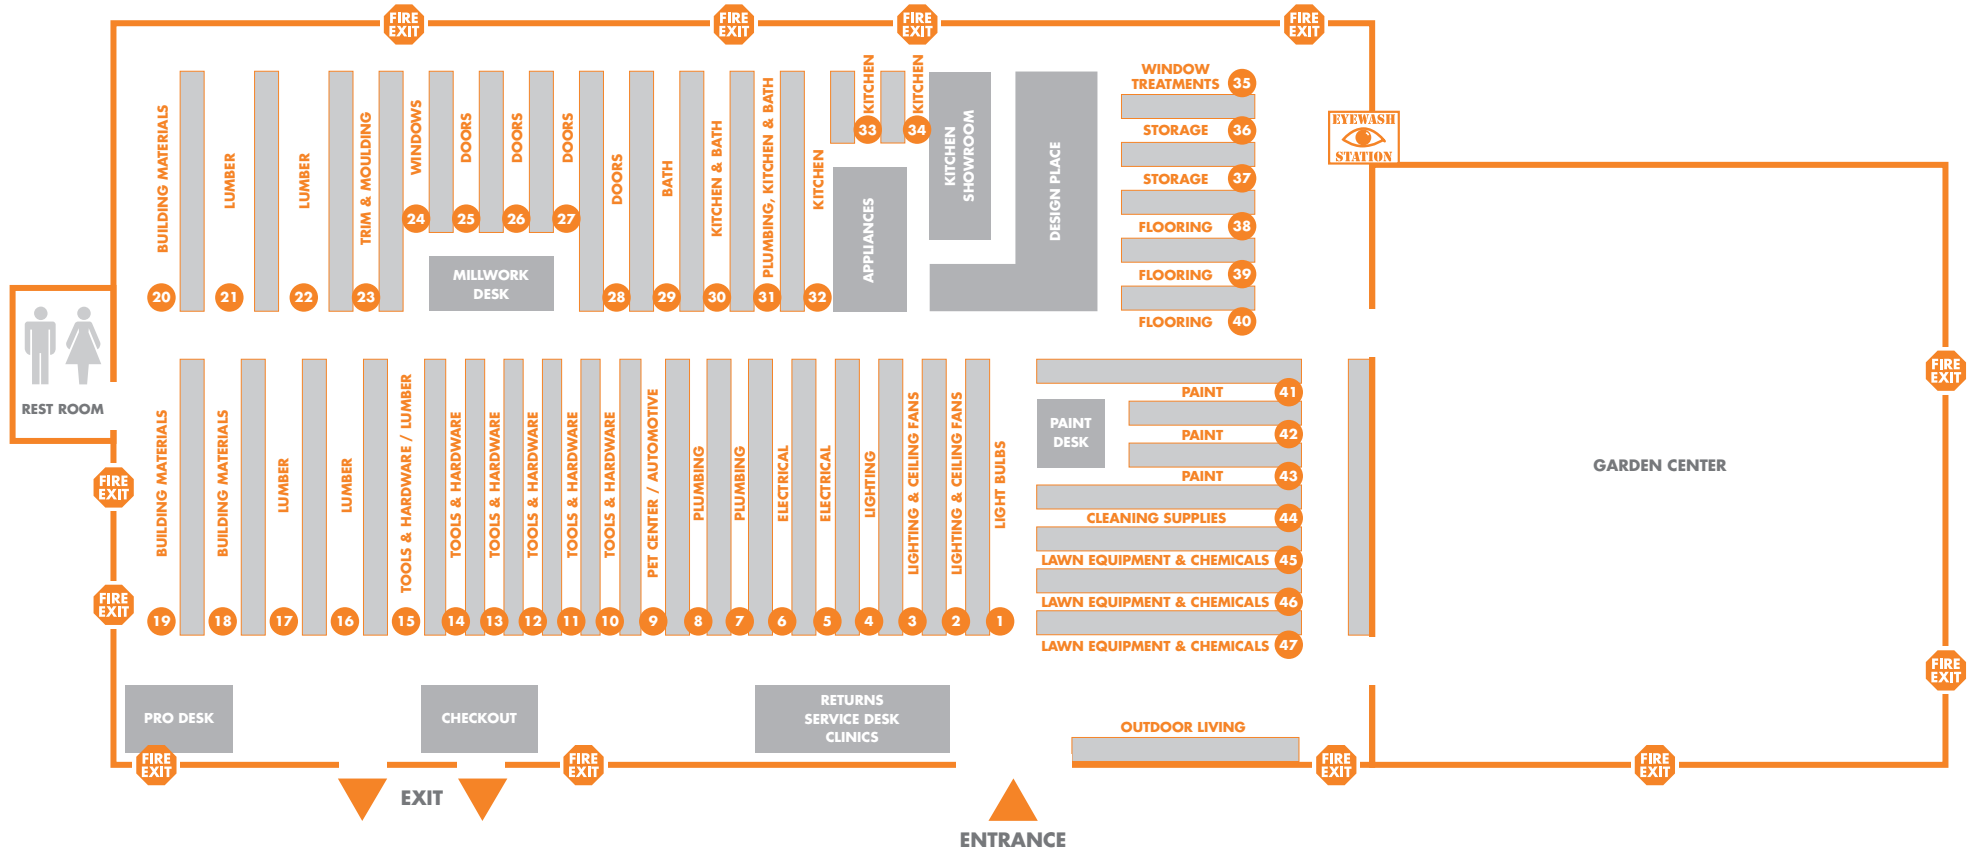 FIRE
EXIT
FIRE
EXIT
FIRE
EXIT
FIRE
EXIT
BUILDING MATERIALS
20
LUMBER
21
LUMBER
22
TRIM & MOULDING
23
WINDOWS
24
DOORS
25
DOORS
26
DOORS
27
MILLWORK
DESK
DOORS
28
BATH
29
KITCHEN & BATH
30
PLUMBING, KITCHEN & BATH
31
KITCHEN
32
KITCHEN
33
KITCHEN
34
APPLIANCES
KITCHEN
SHOWROOM
DESIGN PLACE
WINDOW
TREATMENTS 35
STORAGE 36
STORAGE 37
FLOORING 38
FLOORING 39
FLOORING 40
EYEWASH
STATION
REST ROOM
FIRE
EXIT
FIRE
EXIT
BUILDING MATERIALS
19
BUILDING MATERIALS
18
LUMBER
17
LUMBER
16
TOOLS & HARDWARE / LUMBER
15
TOOLS & HARDWARE
14
TOOLS & HARDWARE
13
TOOLS & HARDWARE
12
TOOLS & HARDWARE
11
TOOLS & HARDWARE
10
PET CENTER / AUTOMOTIVE
9
PLUMBING
8
PLUMBING
7
ELECTRICAL
6
ELECTRICAL
5
LIGHTING
4
LIGHTING & CEILING FANS
3
LIGHTING & CEILING FANS
2
LIGHT BULBS
1
PAINT
DESK
PAINT 41
PAINT 42
PAINT 43
CLEANING SUPPLIES 44
LAWN EQUIPMENT & CHEMICALS 45
LAWN EQUIPMENT & CHEMICALS 46
LAWN EQUIPMENT & CHEMICALS 47
GARDEN CENTER
FIRE
EXIT
FIRE
EXIT
PRO DESK
CHECKOUT
RETURNS
SERVICE DESK
CLINICS
OUTDOOR LIVING
FIRE
EXIT
FIRE
EXIT
FIRE
EXIT
FIRE
EXIT
EXIT
ENTRANCE